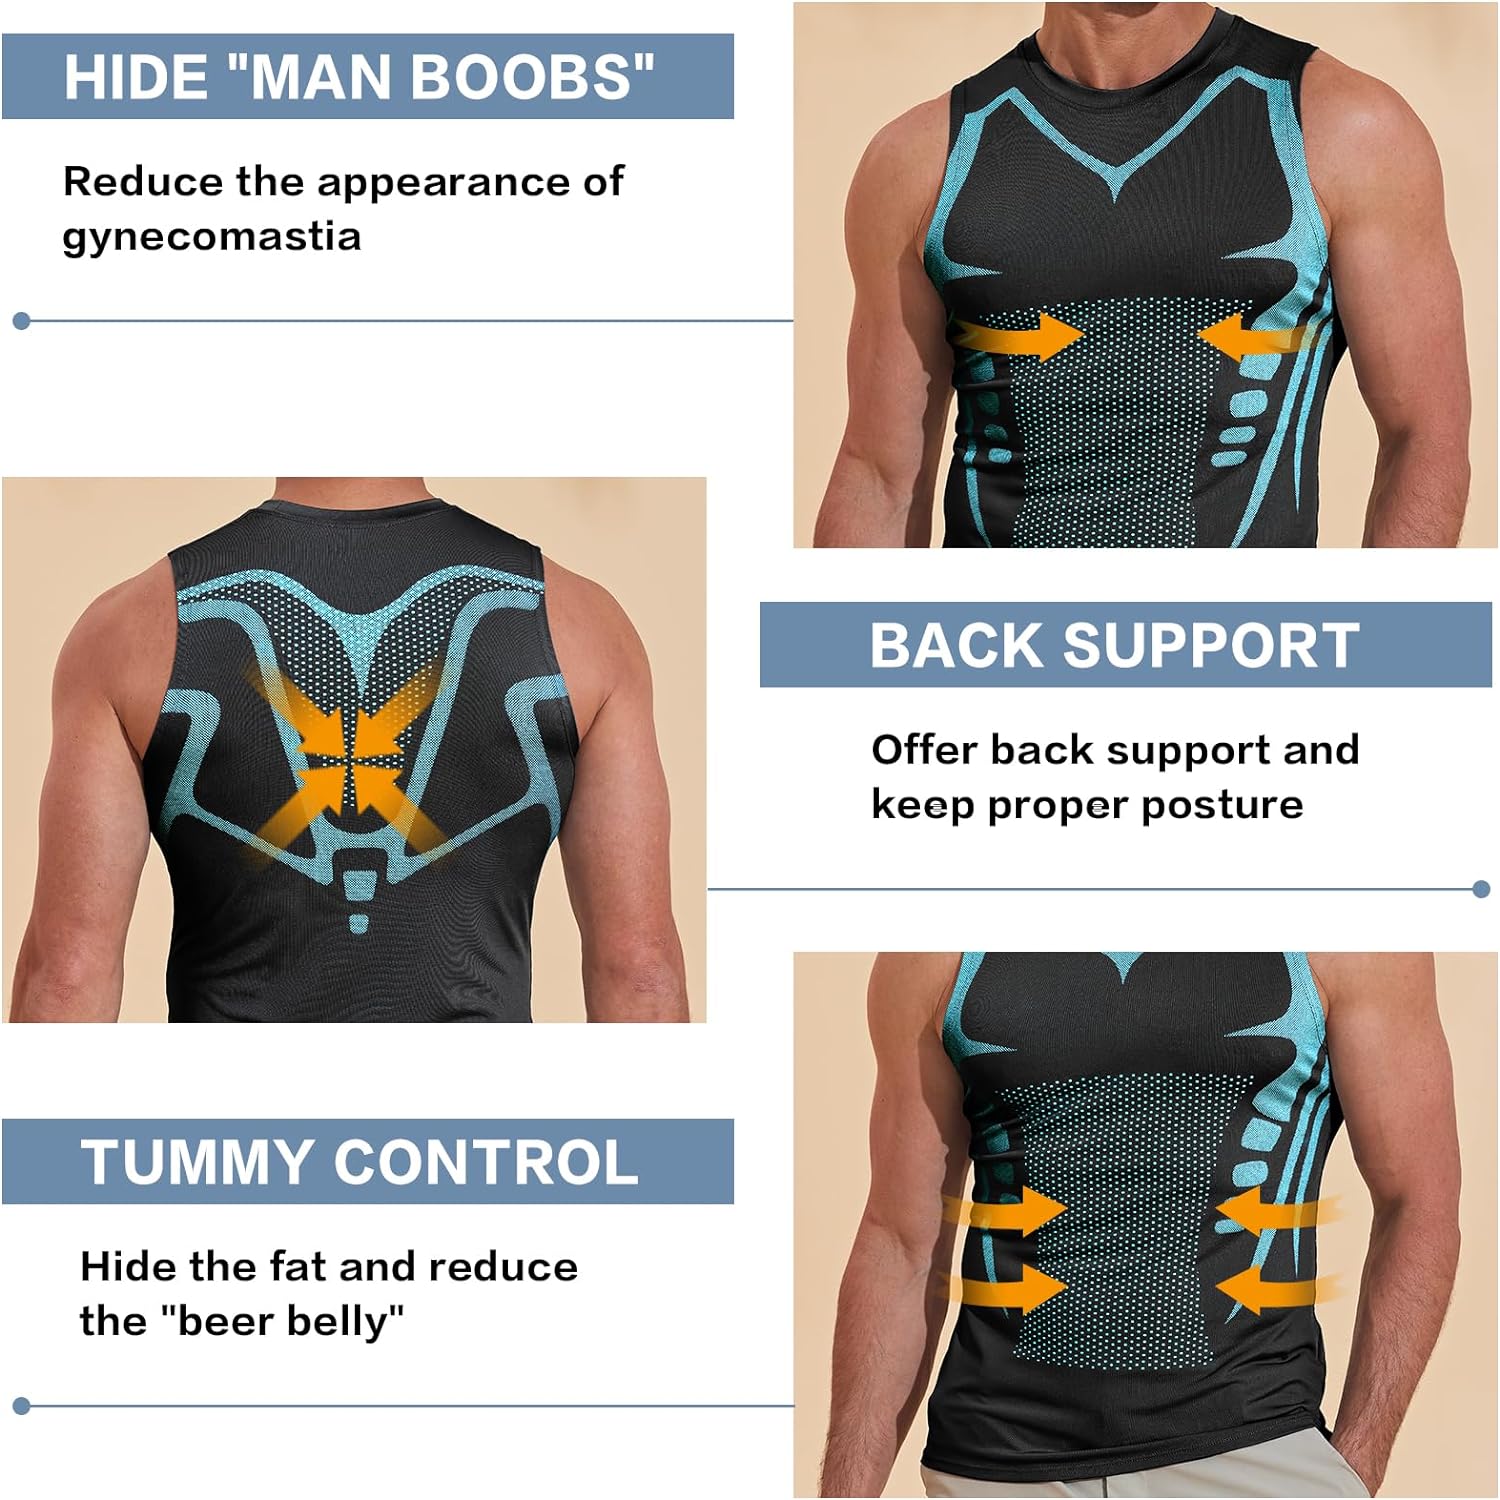 HIDE "MAN BOOBS"
Reduce the appearance of
gynecomastia
BACK SUPPORT
Offer back support and
keep proper posture
TUMMY CONTROL
Hide the fat and reduce
the "beer belly"